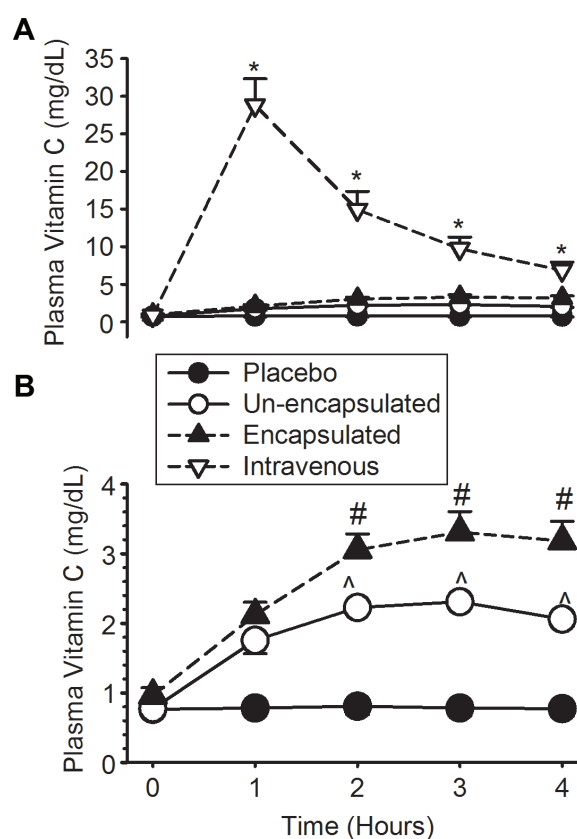 A
Plasma Vitamin C (mg/dL)
35
30
25
20
15
10
5
0
*
*
*
*
Placebo
Un-encapsulated
Encapsulated
Intravenous
B
Plasma Vitamin C (mg/dL)
4
3
2
1
0
#
#
#
^
^
^
0 1 2 3 4
Time (Hours)